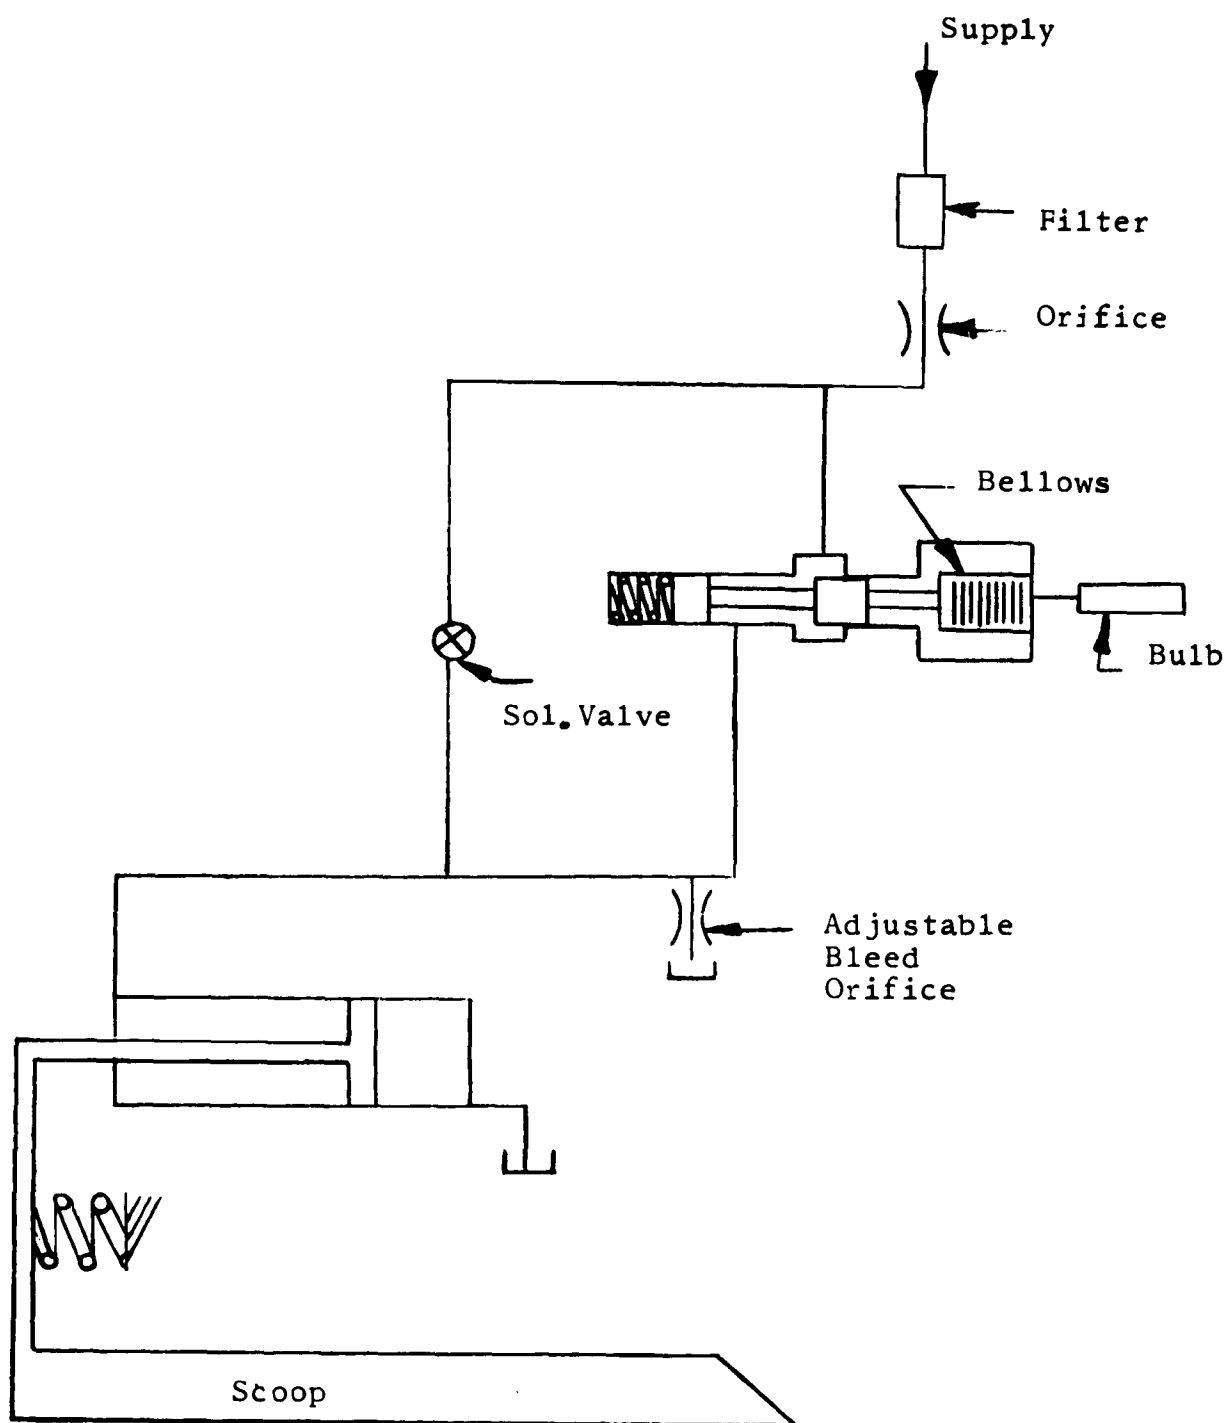 Supply
Filter
Orifice
Bellows
Bulb
Sol. Valve
Adjustable
Bleed
Orifice
Scoop